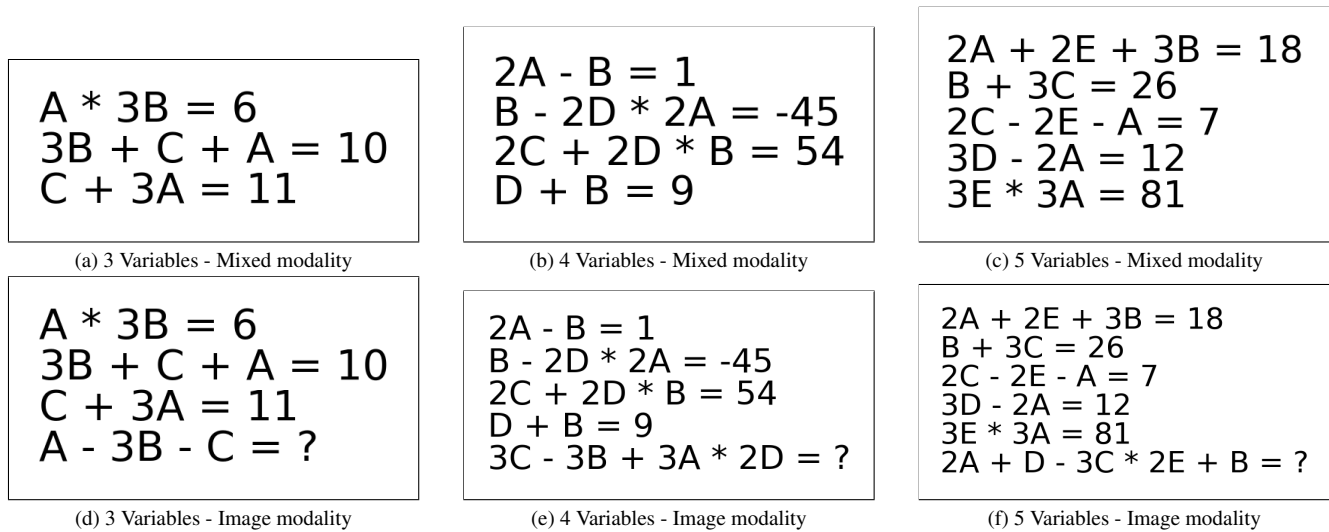 A * 3B = 6
3B + C + A = 10
C + 3A = 11
(a) 3 Variables - Mixed modality
2A - B = 1
B - 2D * 2A = -45
2C + 2D * B = 54
D + B = 9
(b) 4 Variables - Mixed modality
2A + 2E + 3B = 18
B + 3C = 26
2C - 2E - A = 7
3D - 2A = 12
3E * 3A = 81
(c) 5 Variables - Mixed modality
A * 3B = 6
3B + C + A = 10
C + 3A = 11
A - 3B - C = ?
(d) 3 Variables - Image modality
2A - B = 1
B - 2D * 2A = -45
2C + 2D * B = 54
D + B = 9
3C - 3B + 3A * 2D = ?
(e) 4 Variables - Image modality
2A + 2E + 3B = 18
B + 3C = 26
2C - 2E - A = 7
3D - 2A = 12
3E * 3A = 81
2A + D - 3C * 2E + B = ?
(f) 5 Variables - Image modality